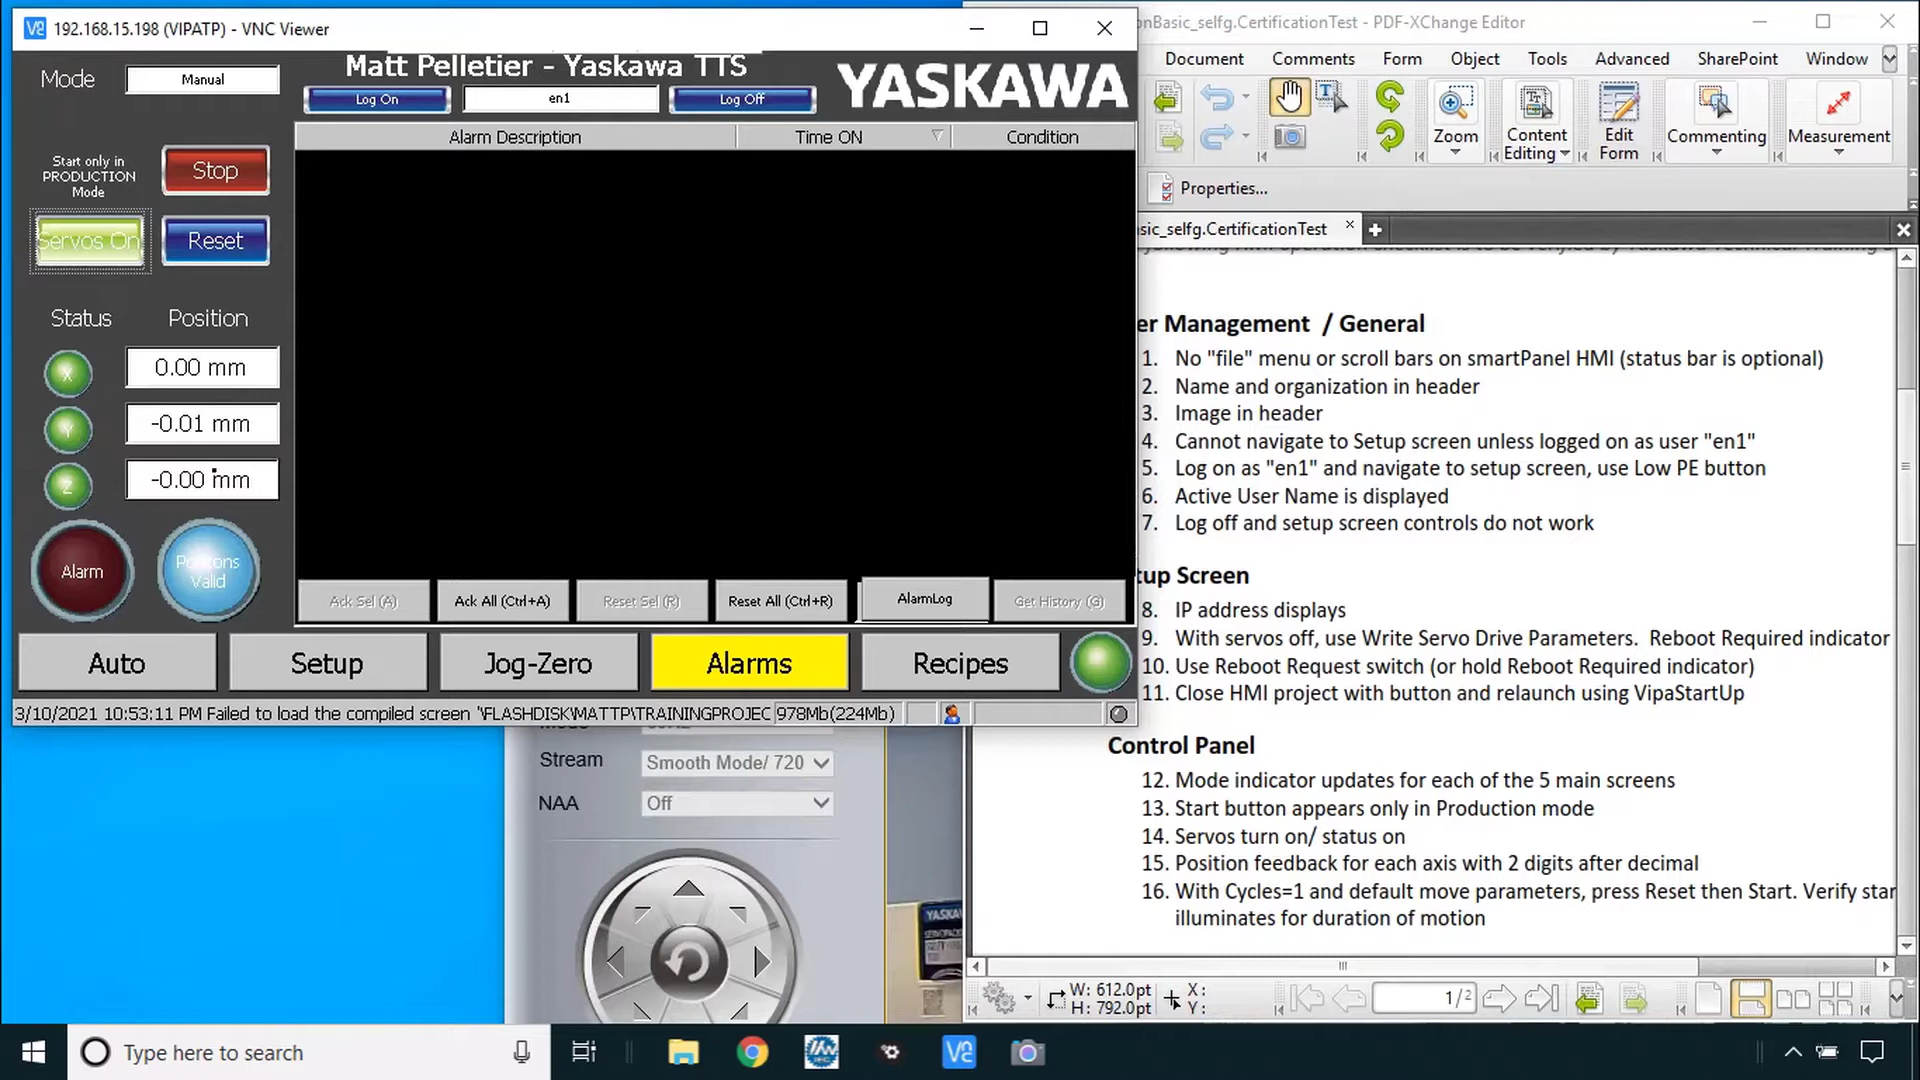 192.168.15.198 (VIPATP) - VNC Viewer
Mode
Manual
Matt Pelletier - Yaskawa TTS
YASKAWA
Log On
en1
Log Off
Alarm Description
Time ON
Condition
Start only in
PRODUCTION
Mode
Stop
Servos On
Reset
Status
Position
X
0.00 mm
Y
-0.01 mm
Z
-0.00 mm
Alarm
Valid
Ack Sel (A)
Ack All (Ctrl+A)
Reset Sel (R)
Reset All (Ctrl+R)
AlarmLog
Get History (G)
Auto
Setup
Jog-Zero
Alarms
Recipes
3/10/2021 10:53:11 PM Failed to load the compiled screen '\FLASHDISK\MATTP\TRAININGPROJEC
978Mb(224Mb)
Stream
Smooth Mode/ 720
NAA
Off
YASKAWA
onBasic_selfg.CertificationTest - PDF-XChange Editor
Document
Comments
Form
Object
Tools
Advanced
SharePoint
Window
Zoom
Content
Editing
Edit
Form
Commenting
Measurement
Properties...
sic_selfg.CertificationTest
er Management / General
1. No "file" menu or scroll bars on smartPanel HMI (status bar is optional)
2. Name and organization in header
3. Image in header
4. Cannot navigate to Setup screen unless logged on as user "en1"
5. Log on as "en1" and navigate to setup screen, use Low PE button
6. Active User Name is displayed
7. Log off and setup screen controls do not work
tup Screen
8. IP address displays
9. With servos off, use Write Servo Drive Parameters. Reboot Required indicator
10. Use Reboot Request switch (or hold Reboot Required indicator)
11. Close HMI project with button and relaunch using VipaStartUp
Control Panel
12. Mode indicator updates for each of the 5 main screens
13. Start button appears only in Production mode
14. Servos turn on/ status on
15. Position feedback for each axis with 2 digits after decimal
16. With Cycles=1 and default move parameters, press Reset then Start. Verify star
illuminates for duration of motion
W: 612.0pt
H: 792.0pt
X:
Y:
1/2
Type here to search